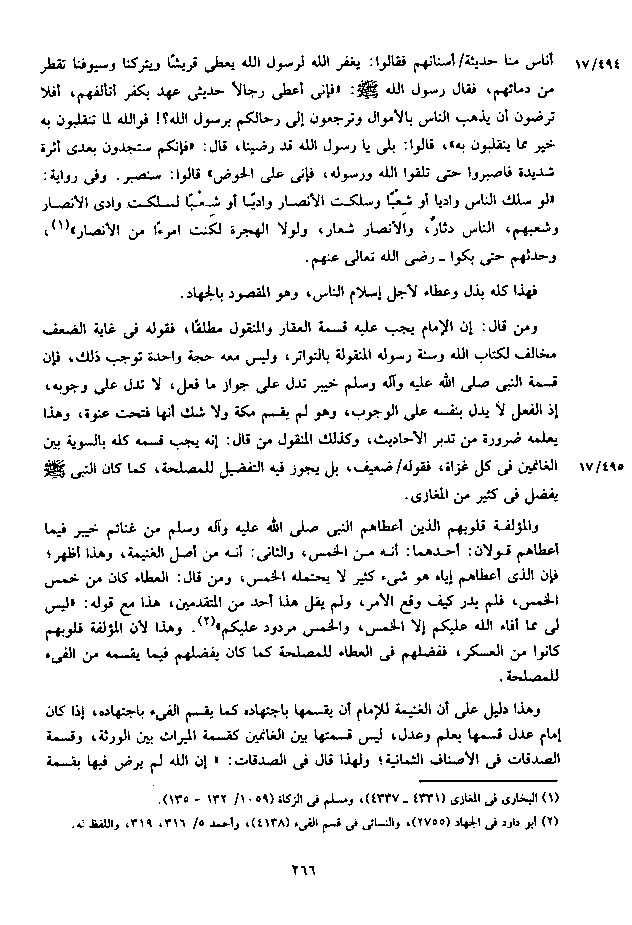 ١٧/٤٩٤ أناس منا حديثة/أسنانهم فقالوا: يغفر الله لرسول الله يعطى قريشًا ويتركنا وسيوفنا تقطر
من دمائهم، فقال رسول الله ﷺ: «فإنى أعطى رجالاً حديثى عهد بكفر أتألفهم، أفلا
ترضون أن يذهب الناس بالأموال وترجعون إلى رحالكم برسول الله؟! فوالله لما تنقلبون به
خير مما ينقلبون به»، قالوا: بلى يا رسول الله قد رضينا، قال: «فإنكم ستجدون بعدى أثرة
شديدة فاصبروا حتى تلقوا الله ورسوله، فإنى على الحوض» قالوا: سنصبر. وفى رواية:
«لو سلك الناس واديا أو شِعْبًا وسلكت الأنصار واديًا أو شِعْبًا لسلكت وادى الأنصار
وشعبهم، الناس دثارٌ، والأنصار شعار، ولولا الهجرة لكنت امرءًا من الأنصار»(١)،
وحدثهم حتى بكوا ـ رضى الله تعالى عنهم.
فهذا كله بذل وعطاء لأجل إسلام الناس، وهو المقصود بالجهاد.
ومن قال: إن الإمام يجب عليه قسمة العقار والمنقول مطلقًا، فقوله فى غاية الضعف
مخالف لكتاب الله وسنة رسوله المنقولة بالتواتر، وليس معه حجة واحدة توجب ذلك، فإن
قسمة النبى صلى الله عليه وآله وسلم خيبر تدل على جواز ما فعل، لا تدل على وجوبه،
إذ الفعل لا يدل بنفسه على الوجوب، وهو لم يقسم مكة ولا شك أنها فتحت عنوة، وهذا
يعلمه ضرورة من تدبر الأحاديث، وكذلك المنقول من قال: إنه يجب قسمه كله بالسوية بين
١٧/٤٩٥ الغانمين فى كل غزاة، فقوله/ضعيف، بل يجوز فيه التفضيل للمصلحة، كما كان النبى ﷺ
يفضل فى كثير من المغازى.
والمؤلفة قلوبهم الذين أعطاهم النبى صلى الله عليه وآله وسلم من غنائم خيبر فيما
أعطاهم قولان: أحدهما: أنه من الخمس، والثانى: أنه من أصل الغنيمة، وهذا أظهر؛
فإن الذى أعطاهم إياه هو شىء كثير لا يحتمله الخمس، ومن قال: العطاء كان من خمس
الخمس، فلم يدر كيف وقع الأمر، ولم يقل هذا أحد من المتقدمين، هذا مع قوله: «ليس
لى مما أفاء الله عليكم إلا الخمس، والخمس مردود عليكم»(٢). وهذا لأن المؤلفة قلوبهم
كانوا من العسكر، ففضلهم فى العطاء للمصلحة كما كان يفضلهم فيما يقسمه من الفىء
للمصلحة.
وهذا دليل على أن الغنيمة للإمام أن يقسمها باجتهاده كما يقسم الفىء باجتهاده، إذا كان
إمام عدل قسمها بعلم وعدل، ليس قسمتها بين الغانمين كقسمة الميراث بين الورثة، وقسمة
الصدقات فى الأصناف الثمانية؛ ولهذا قال فى الصدقات: « إن الله لم يرض فيها بقسمة
(١) البخارى فى المغازى (٤٣٣١ ـ ٤٣٣٧)، ومسلم فى الزكاة (١٠٥٩/ ١٣٢ - ١٣٥).
(٢) أبو داود فى الجهاد (٢٧٥٥)، والنسائى فى قسم الفىء (٤١٣٨)، وأحمد ٥/ ٣١٦، ٣١٩، واللفظ له.
٢٦٦